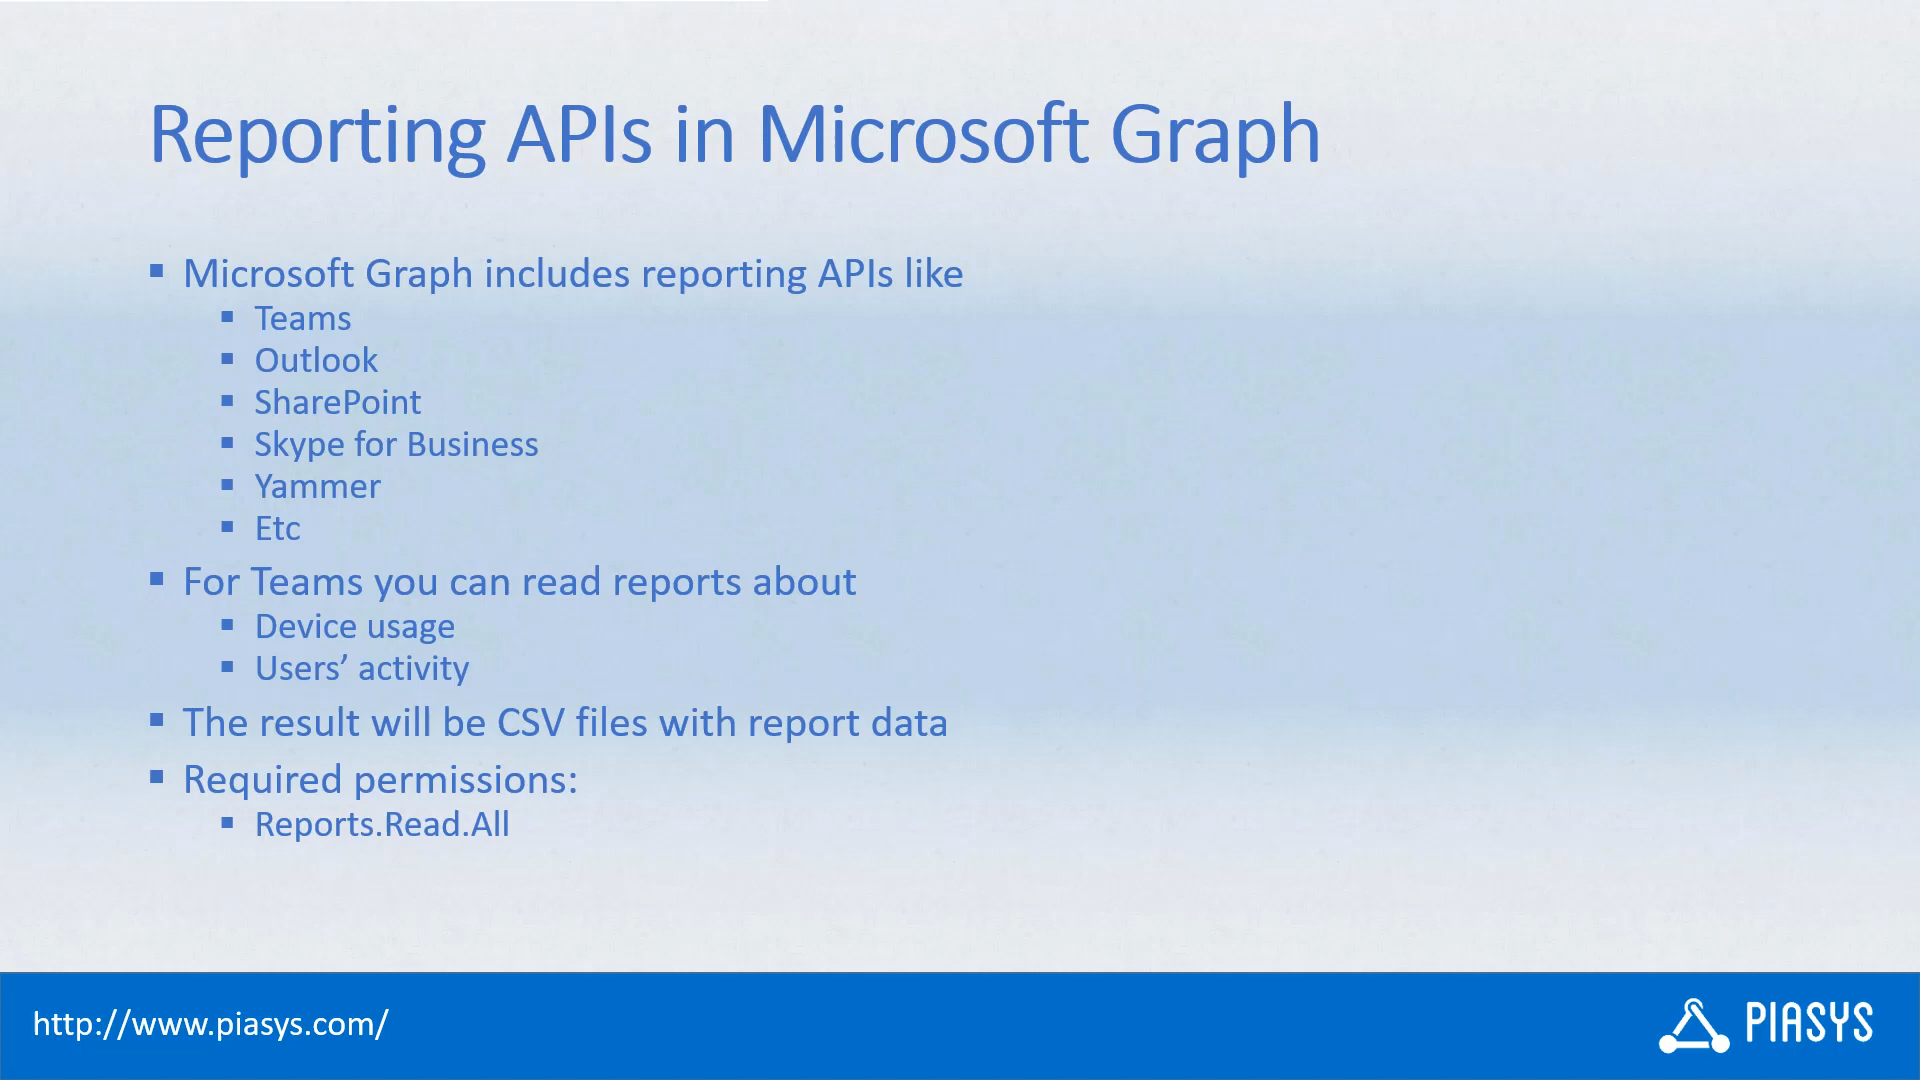 Reporting APIs in Microsoft Graph
▪ Microsoft Graph includes reporting APIs like
▪ Teams
▪ Outlook
▪ SharePoint
▪ Skype for Business
▪ Yammer
▪ Etc
▪ For Teams you can read reports about
▪ Device usage
▪ Users’ activity
▪ The result will be CSV files with report data
▪ Required permissions:
▪ Reports.Read.All
http://www.piasys.com/
PIASYS